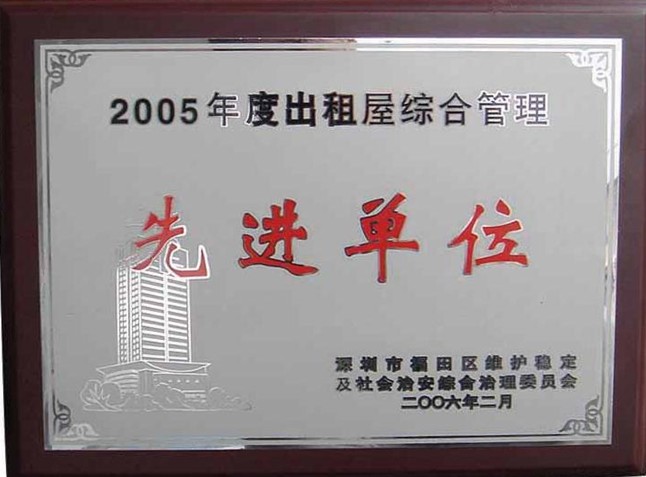 2005年度出租屋综合管理
先进单位
深圳市福田区维护稳定
及社会治安综合治理委员会
二〇〇六年二月